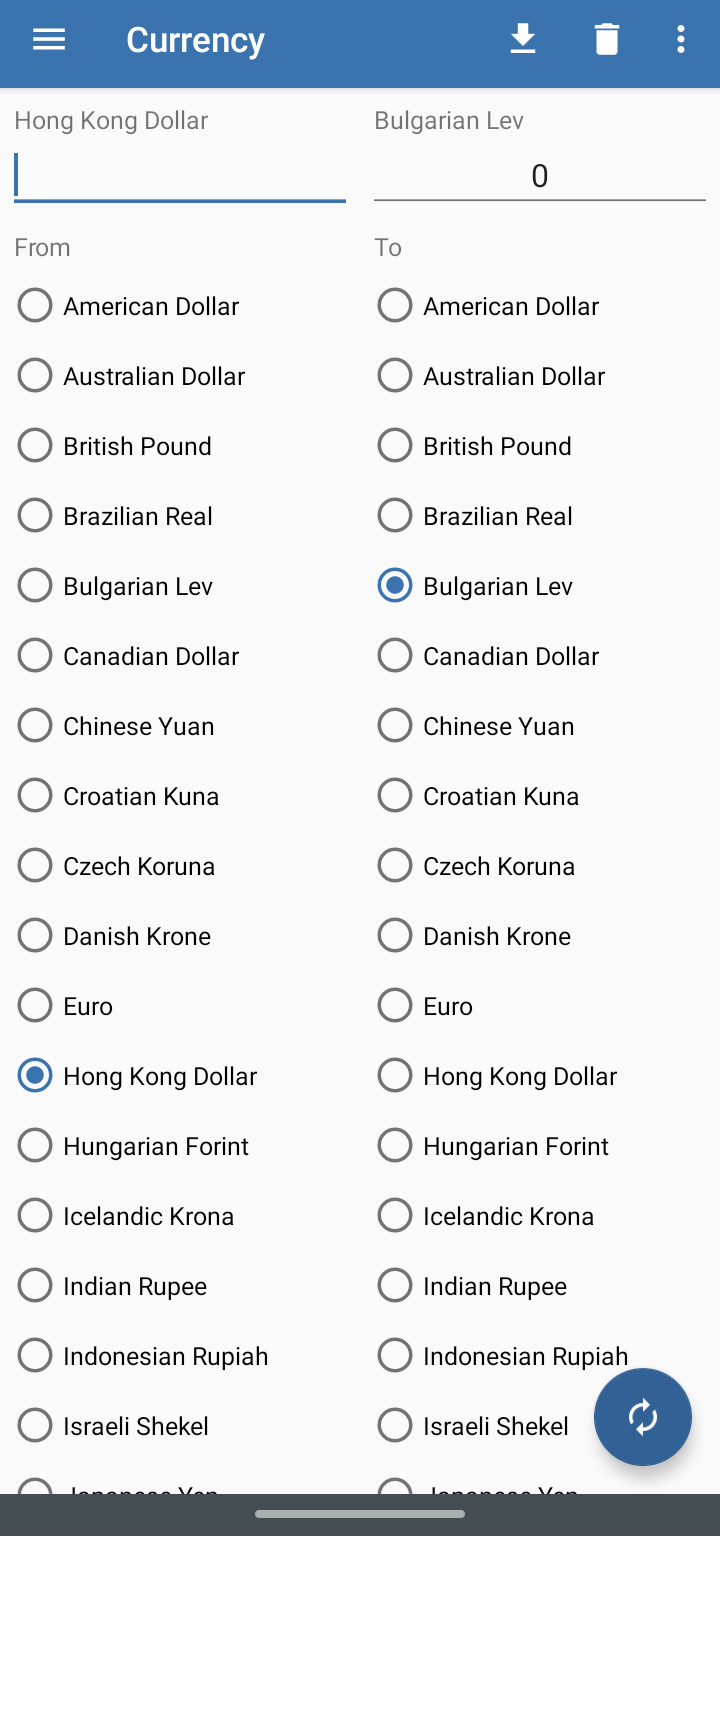 Currency
Hong Kong Dollar
Bulgarian Lev
0
From
To
American Dollar
American Dollar
Australian Dollar
Australian Dollar
British Pound
British Pound
Brazilian Real
Brazilian Real
Bulgarian Lev
Bulgarian Lev
Canadian Dollar
Canadian Dollar
Chinese Yuan
Chinese Yuan
Croatian Kuna
Croatian Kuna
Czech Koruna
Czech Koruna
Danish Krone
Danish Krone
Euro
Euro
Hong Kong Dollar
Hong Kong Dollar
Hungarian Forint
Hungarian Forint
Icelandic Krona
Icelandic Krona
Indian Rupee
Indian Rupee
Indonesian Rupiah
Indonesian Rupiah
Israeli Shekel
Israeli Shekel
Japanese Yen
Japanese Yen